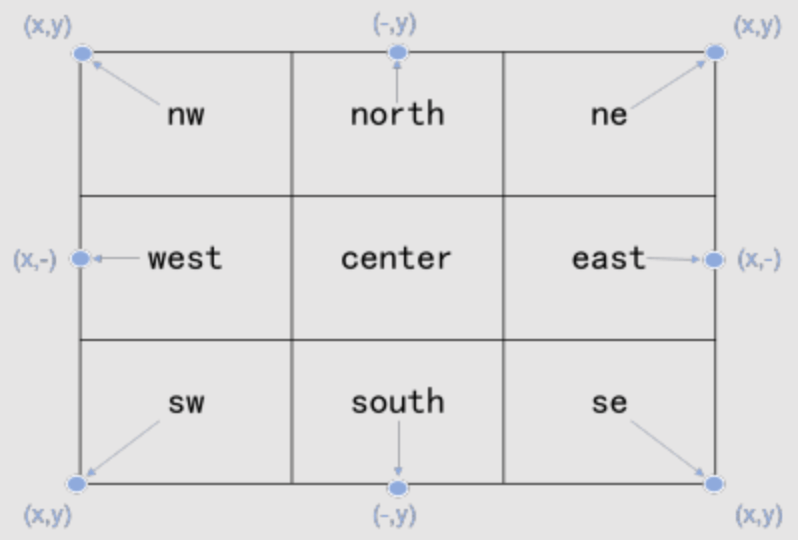 (x,y) (-,y) (x,y)
nw north ne
(x,-) west center east (x,-)
sw south se
(x,y) (-,y) (x,y)